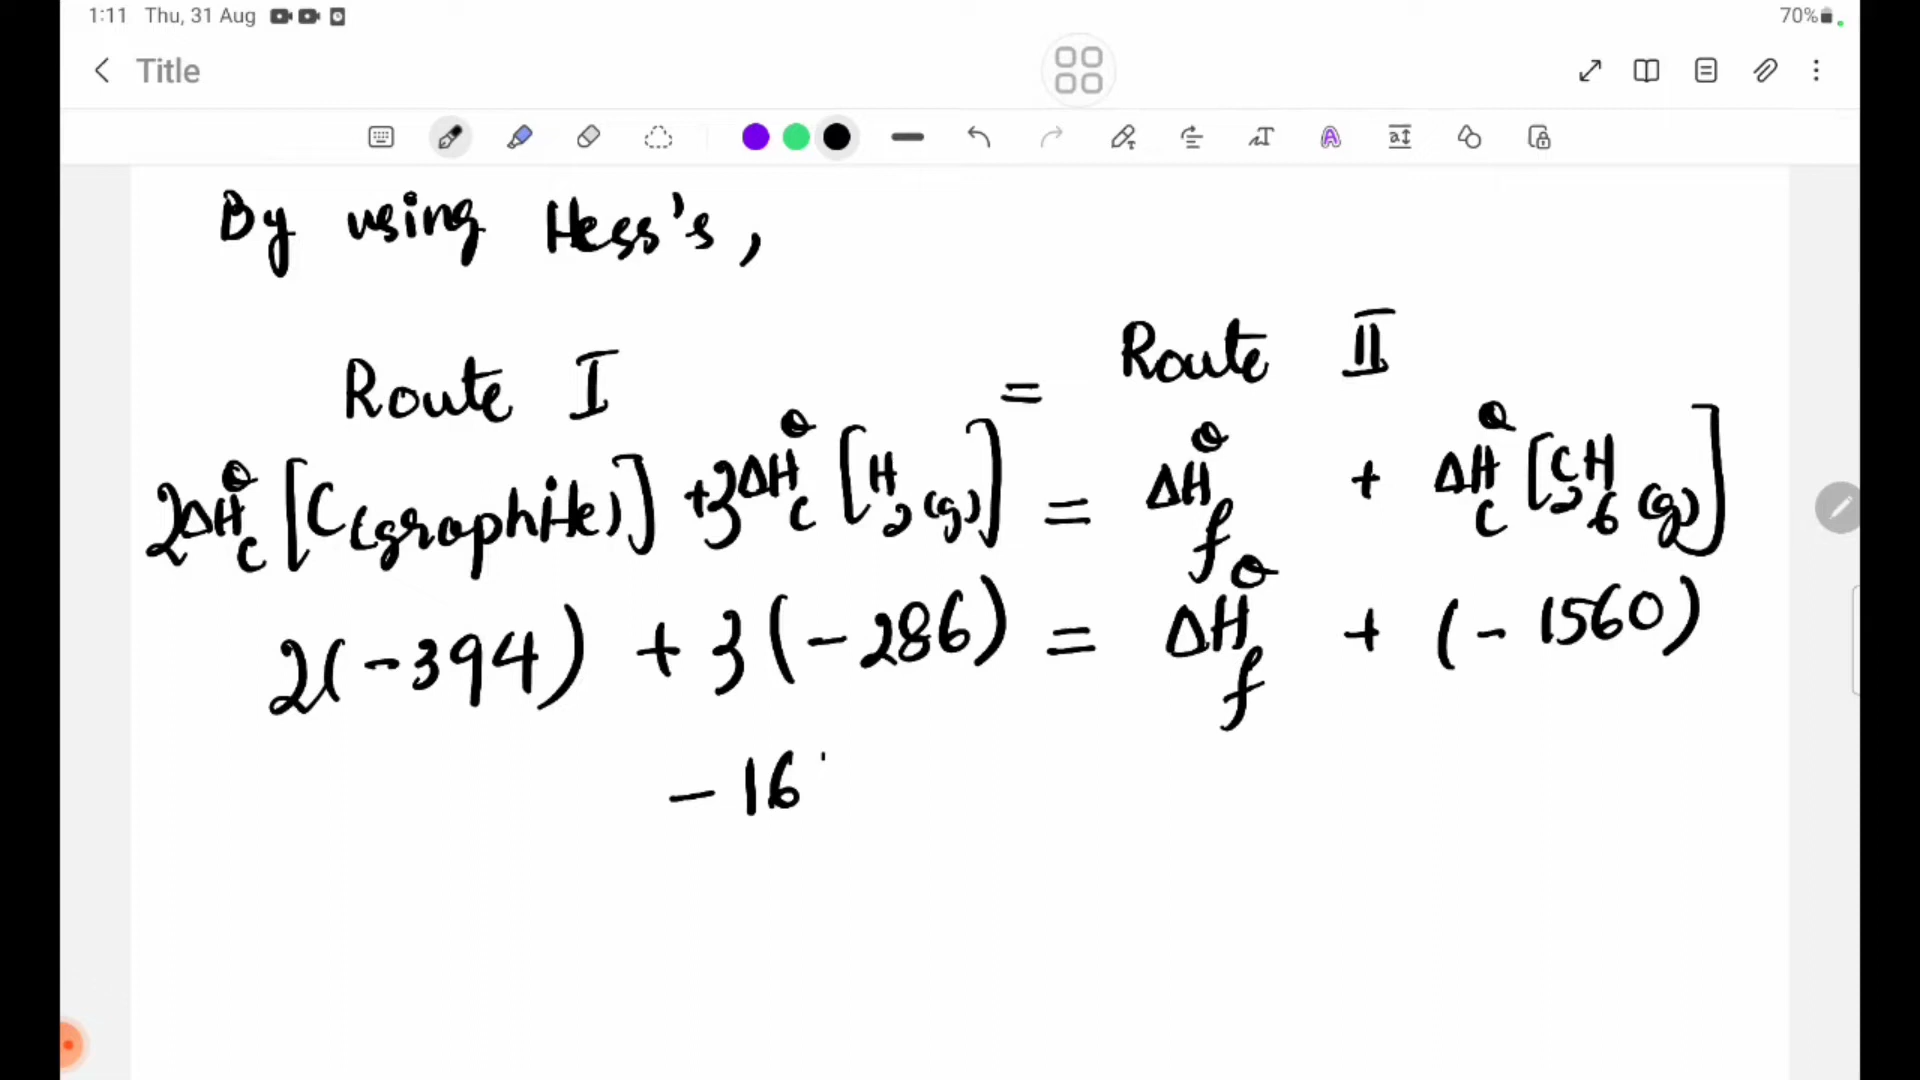 1:11 Thu, 31 Aug 70%
Title
By using Hess's,
Route I = Route II
2ΔH°c [C(graphite)] + 3ΔH°c [H2(g)] = ΔH°f + ΔH°c [C2H6(g)]
2(-394) + 3(-286) = ΔH°f + (-1560)
-16